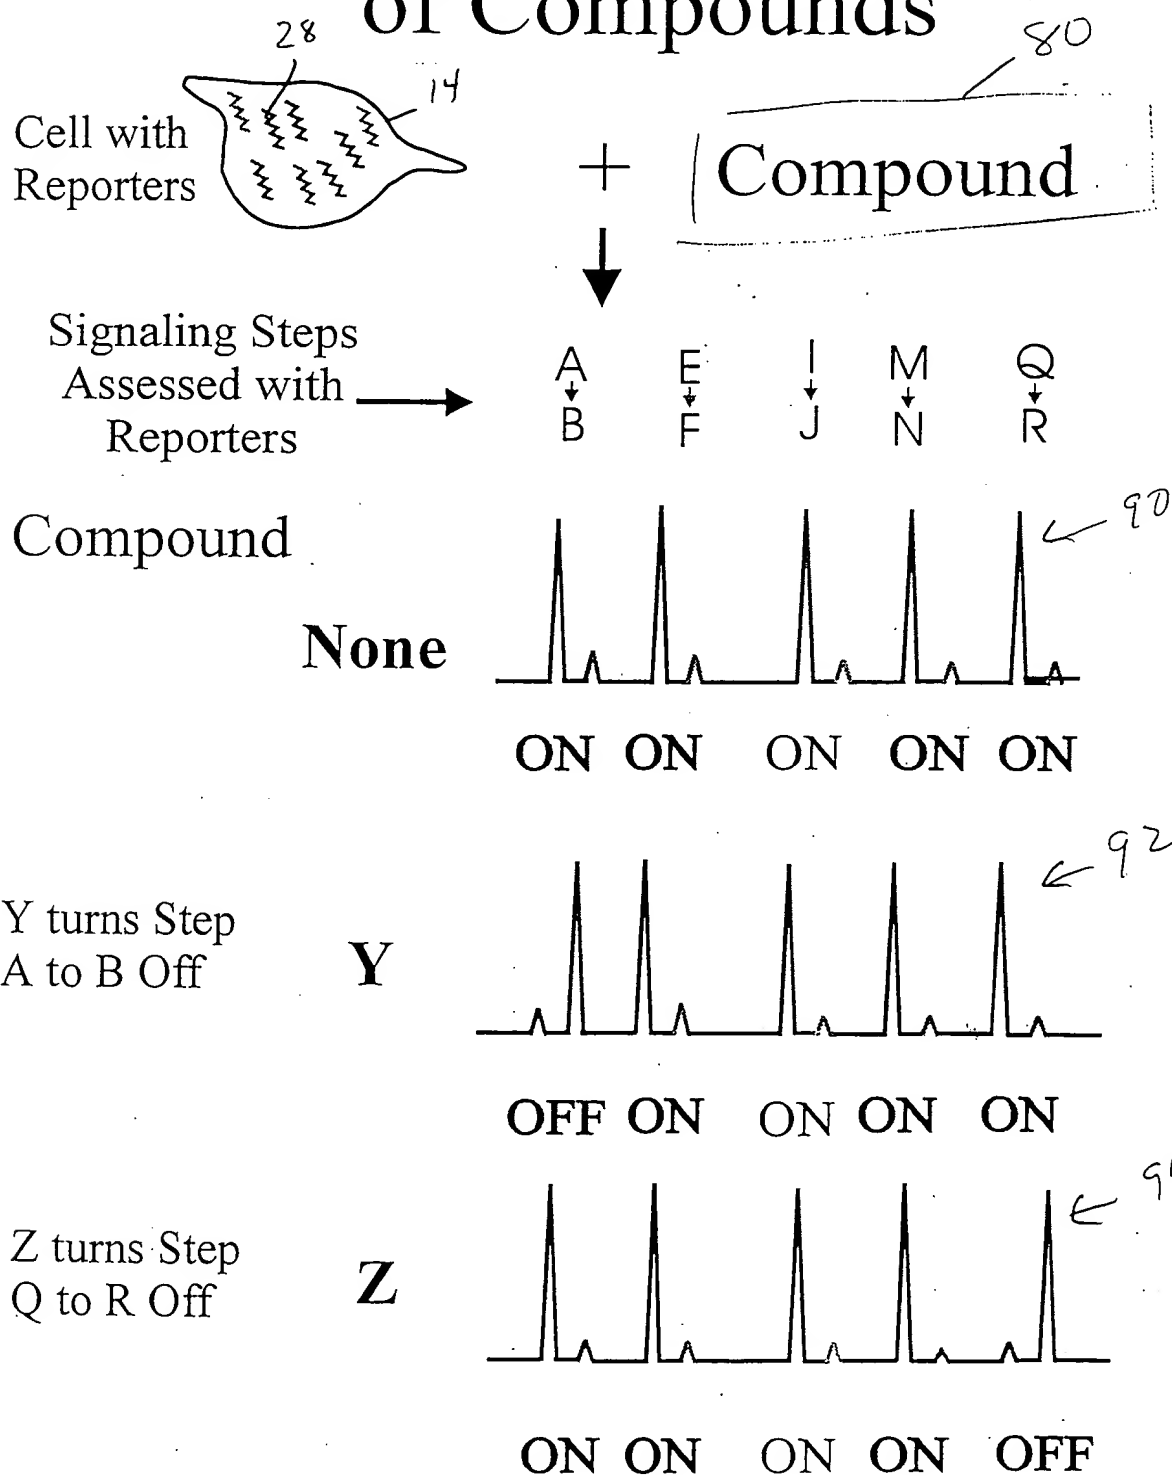 of Compounds
28
14
80
Cell with
Reporters
+
Compound
Signaling Steps
Assessed with
Reporters
A E I M Q
B F J N R
Compound
90
None
ON ON ON ON ON
92
Y turns Step
A to B Off
Y
OFF ON ON ON ON
Z turns Step
Q to R Off
Z
ON ON ON ON OFF